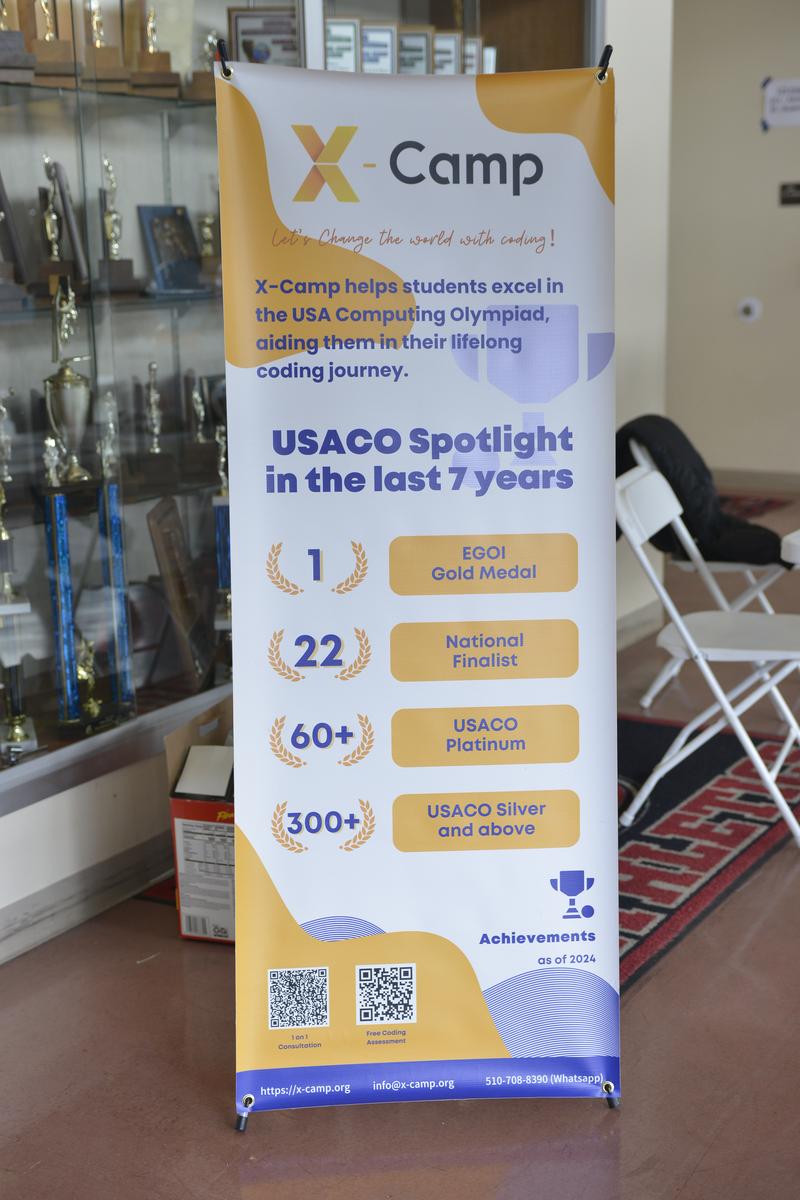 X-Camp
Let's Change the world with coding!
X-Camp helps students excel in
the USA Computing Olympiad,
aiding them in their lifelong
coding journey.
USACO Spotlight
in the last 7 years
1
EGOI
Gold Medal
22
National
Finalist
60+
USACO
Platinum
300+
USACO Silver
and above
Achievements
as of 2024
1 on 1
Consultation
Free Coding
Assessment
https://x-camp.org
info@x-camp.org
510-708-8390 (Whatsapp)